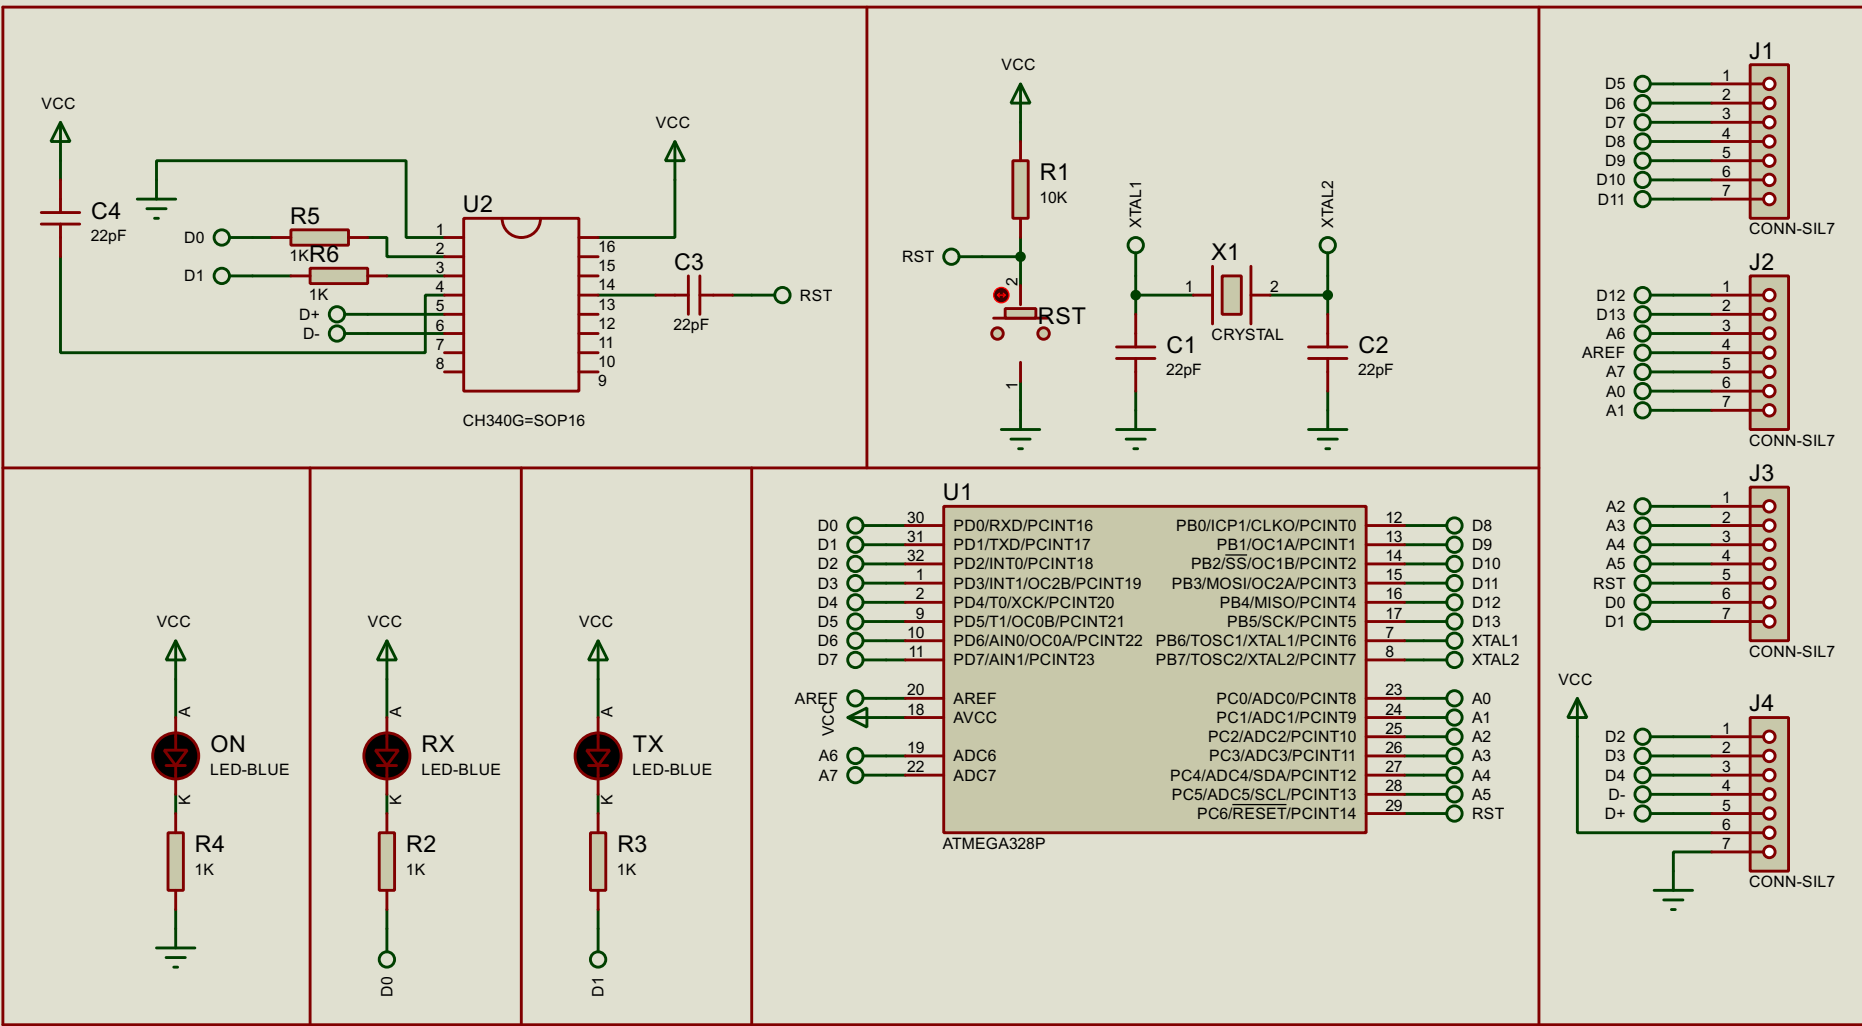 VCC
C4
22pF
D0
R5
1K
D1
R6
1K
D+
D-
U2
1
2
3
4
5
6
7
8
16
15
14
13
12
11
10
9
CH340G=SOP16
VCC
C3
22pF
RST
VCC
R1
10K
RST
2
RST
1
XTAL1
XTAL2
X1
1
2
CRYSTAL
C1
22pF
C2
22pF
J1
D5 1
D6 2
D7 3
D8 4
D9 5
D10 6
D11 7
CONN-SIL7
J2
D12 1
D13 2
A6 3
AREF 4
A7 5
A0 6
A1 7
CONN-SIL7
J3
A2 1
A3 2
A4 3
A5 4
RST 5
D0 6
D1 7
CONN-SIL7
VCC
J4
D2 1
D3 2
D4 3
D- 4
D+ 5
6
7
CONN-SIL7
VCC
A
ON
LED-BLUE
K
R4
1K
VCC
A
RX
LED-BLUE
K
R2
1K
D0
VCC
A
TX
LED-BLUE
K
R3
1K
D1
U1
D0 30 PD0/RXD/PCINT16 PB0/ICP1/CLKO/PCINT0 12 D8
D1 31 PD1/TXD/PCINT17 PB1/OC1A/PCINT1 13 D9
D2 32 PD2/INT0/PCINT18 PB2/SS/OC1B/PCINT2 14 D10
D3 1 PD3/INT1/OC2B/PCINT19 PB3/MOSI/OC2A/PCINT3 15 D11
D4 2 PD4/T0/XCK/PCINT20 PB4/MISO/PCINT4 16 D12
D5 9 PD5/T1/OC0B/PCINT21 PB5/SCK/PCINT5 17 D13
D6 10 PD6/AIN0/OC0A/PCINT22 PB6/TOSC1/XTAL1/PCINT6 7 XTAL1
D7 11 PD7/AIN1/PCINT23 PB7/TOSC2/XTAL2/PCINT7 8 XTAL2
AREF 20 AREF PC0/ADC0/PCINT8 23 A0
VCC 18 AVCC PC1/ADC1/PCINT9 24 A1
PC2/ADC2/PCINT10 25 A2
A6 19 ADC6 PC3/ADC3/PCINT11 26 A3
A7 22 ADC7 PC4/ADC4/SDA/PCINT12 27 A4
PC5/ADC5/SCL/PCINT13 28 A5
PC6/RESET/PCINT14 29 RST
ATMEGA328P